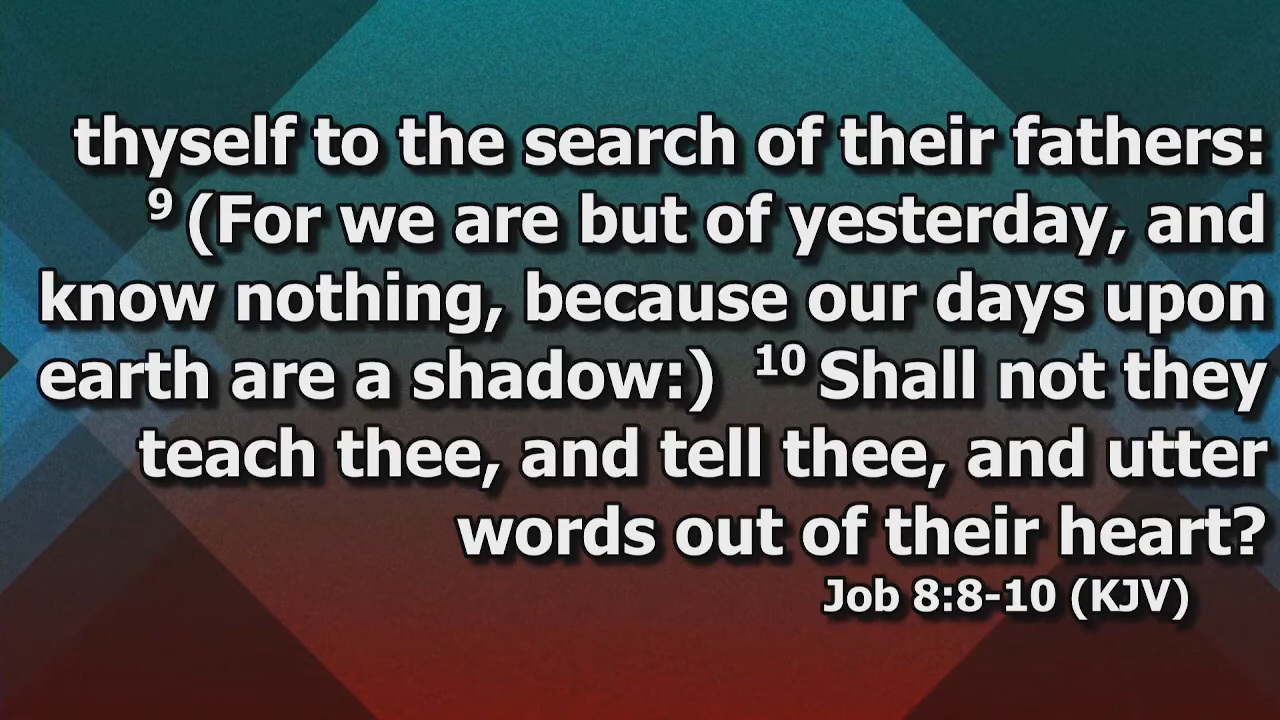 thyself to the search of their fathers:
9 (For we are but of yesterday, and
know nothing, because our days upon
earth are a shadow:) 10 Shall not they
teach thee, and tell thee, and utter
words out of their heart?
Job 8:8-10 (KJV)